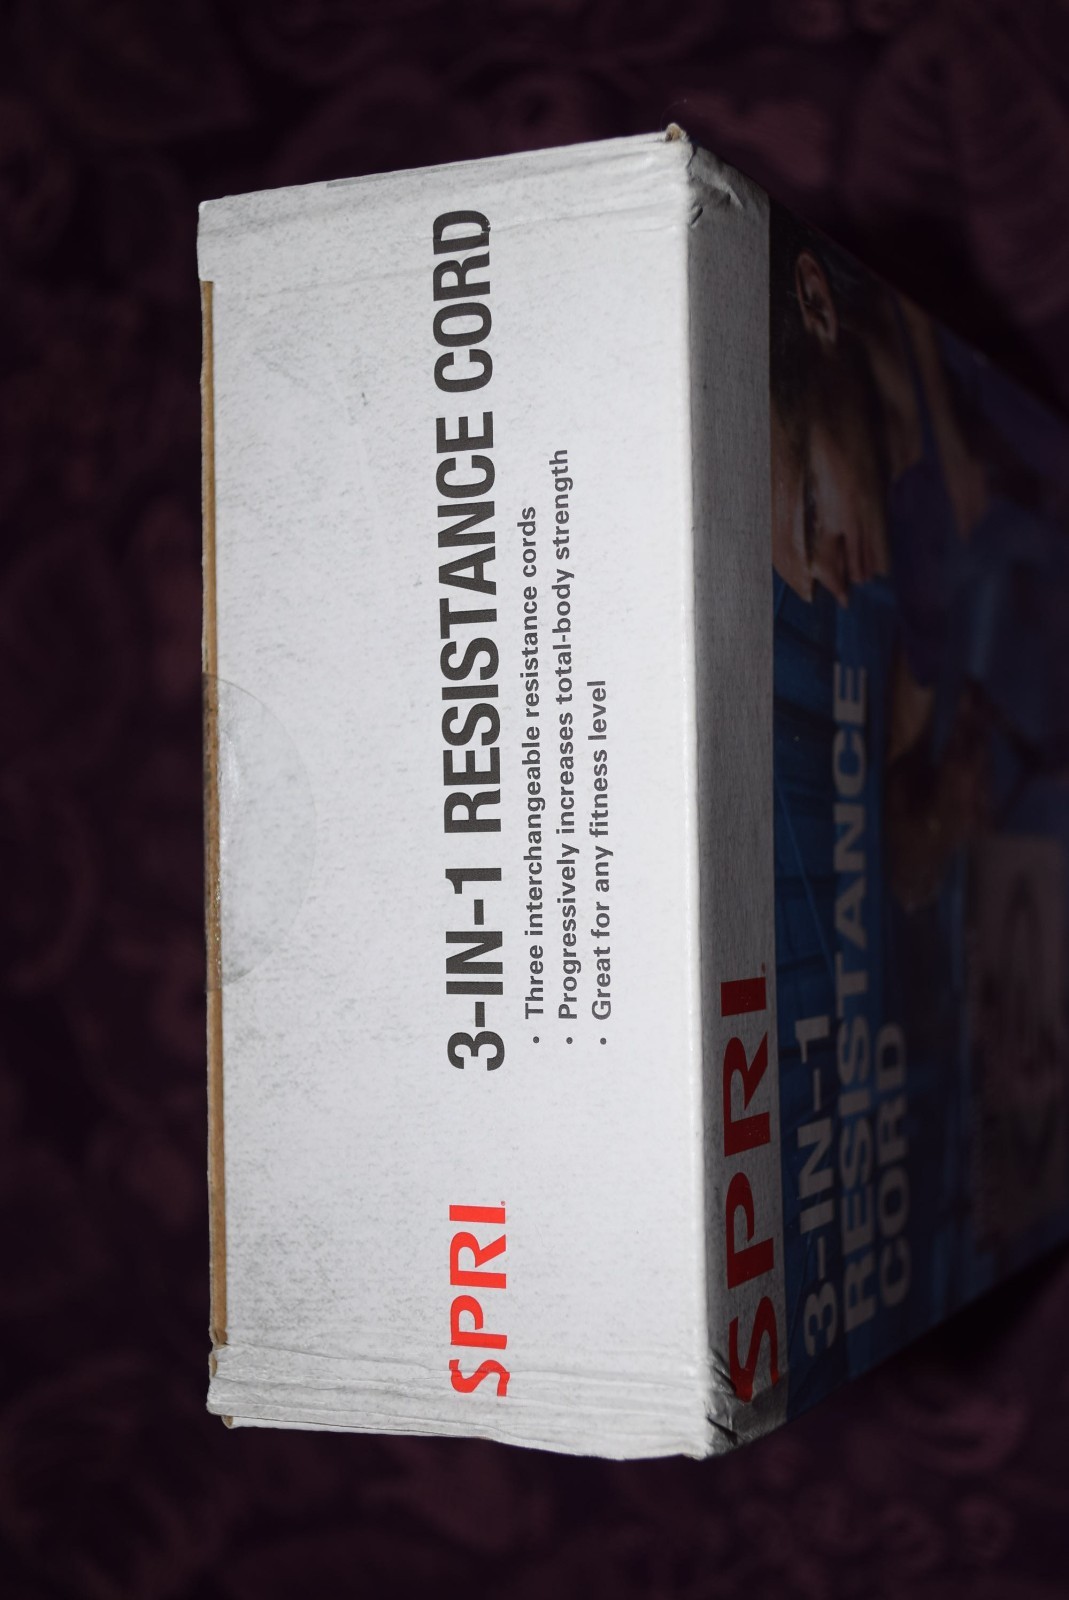 SPRI
3-IN-1 RESISTANCE CORD
• Three interchangeable resistance cords
• Progressively increases total-body strength
• Great for any fitness level
SPRI
3-IN-1
RESISTANCE
CORD